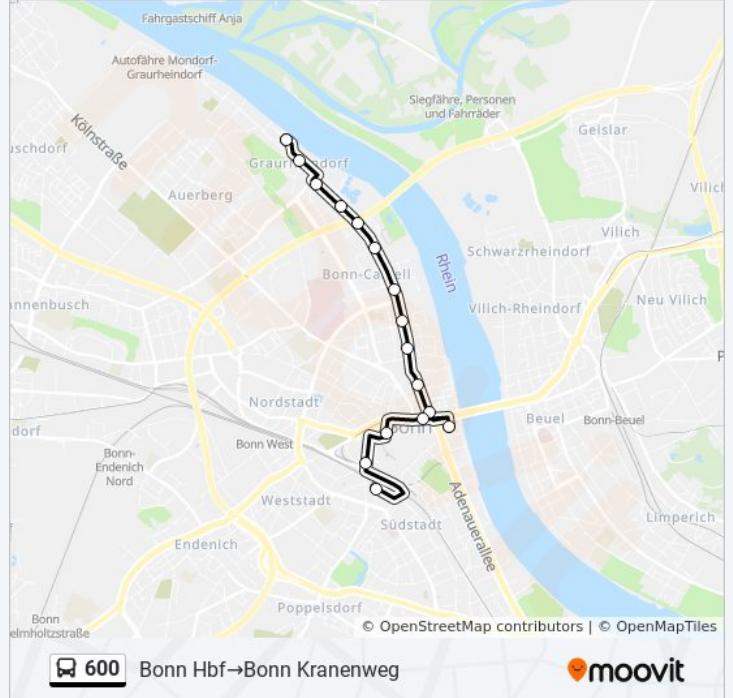 Fahrgastschiff Anja
Autofähre Mondorf-
Graurheindorf
Siegfähre, Personen
und Fahrräder
Kölnstraße
Geislar
uschdorf
Graurheindorf
Auerberg
Vilich
Vilich
Schwarzrheindorf
Rhein
Bonn-Castell
annenbusch
Vilich-Rheindorf
Neu Vilich
P
Nordstadt
Beuel
Bonn-Beuel
dorf
Bonn West
Bonn
Bonn-
Endenich
Nord
Weststadt
Adenauerallee
Limperich
Südstadt
Endenich
Poppelsdorf
Bonn
elmholtzstraße
© OpenStreetMap contributors | © OpenMapTiles
600 Bonn Hbf→Bonn Kranenweg
moovit